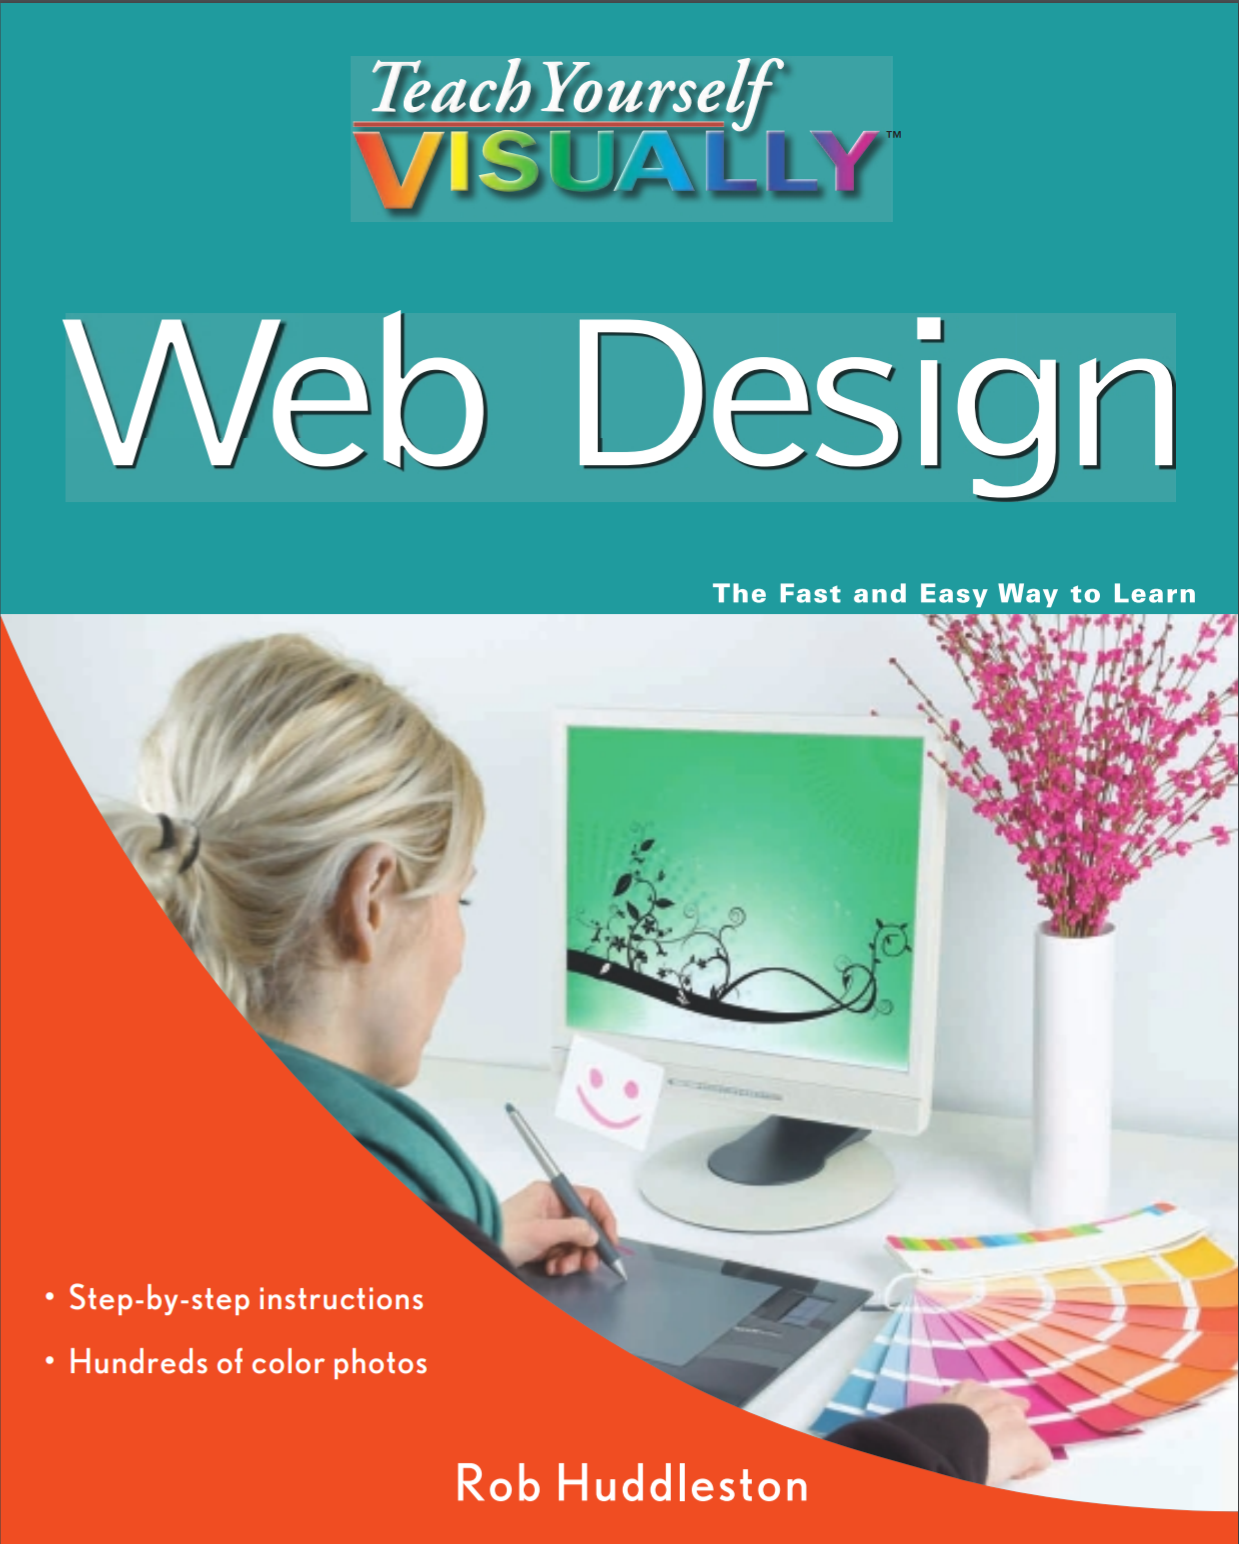 Teach Yourself
VISUALLY™
Web Design
The Fast and Easy Way to Learn
• Step-by-step instructions
• Hundreds of color photos
Rob Huddleston